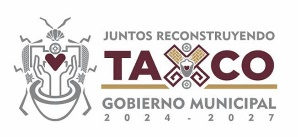 JUNTOS RECONSTRUYENDO
TAXCO
GOBIERNO MUNICIPAL
2024 - 2027